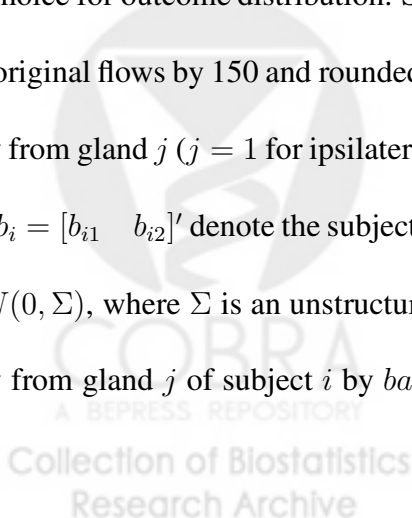 choice for outcome distribution.
original flows by 150 and rounded
from gland j (j = 1 for ipsilater
b_i = [b_{i1} b_{i2}]′ denote the subject
(0, Σ), where Σ is an unstructu
from gland j of subject i by ba
COBRA
A BEPRESS REPOSITORY
Collection of Biostatistics
Research Archive